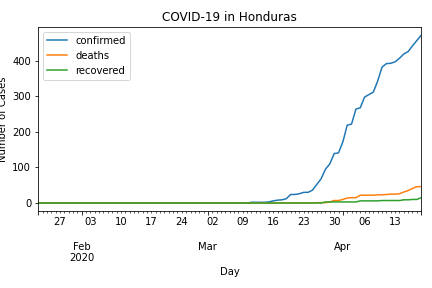 COVID-19 in Honduras
confirmed
deaths
recovered
Number of Cases
400
300
200
100
0
27 03 10 17 24 02 09 16 23 30 06 13
Feb Mar Apr
2020
Day